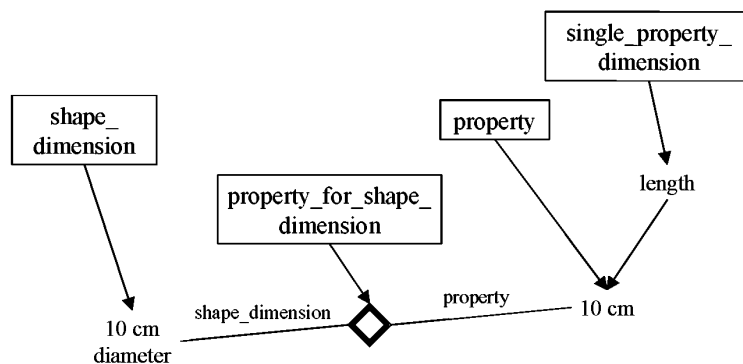 single_property_
dimension
shape_
dimension
property
length
property_for_shape_
dimension
shape_dimension
property
10 cm
10 cm
diameter